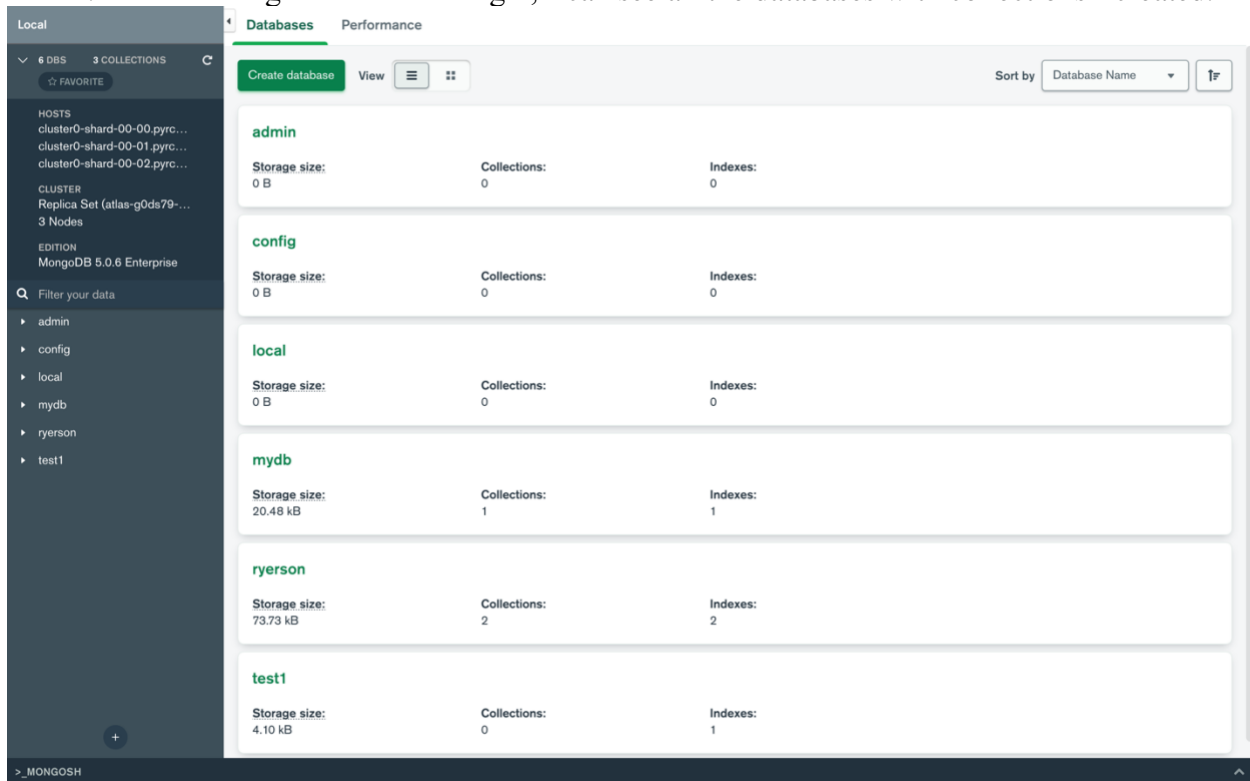 Local
Databases Performance
6 DBS 3 COLLECTIONS
FAVORITE
HOSTS
cluster0-shard-00-00.pyrc...
cluster0-shard-00-01.pyrc...
cluster0-shard-00-02.pyrc...
CLUSTER
Replica Set (atlas-g0ds79-...
3 Nodes
EDITION
MongoDB 5.0.6 Enterprise
Filter your data
admin
config
local
mydb
ryerson
test1
>_MONGOSH
Create database View Sort by Database Name
admin
Storage size: Collections: Indexes:
0 B 0 0
config
Storage size: Collections: Indexes:
0 B 0 0
local
Storage size: Collections: Indexes:
0 B 0 0
mydb
Storage size: Collections: Indexes:
20.48 kB 1 1
ryerson
Storage size: Collections: Indexes:
73.73 kB 2 2
test1
Storage size: Collections: Indexes:
4.10 kB 0 1